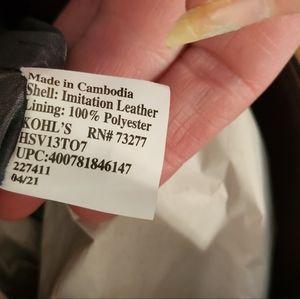 Made in Cambodia
Shell: Imitation Leather
Lining: 100% Polyester
KOHL'S RN# 73277
HSV13TO7
UPC:400781846147
227411
04/21